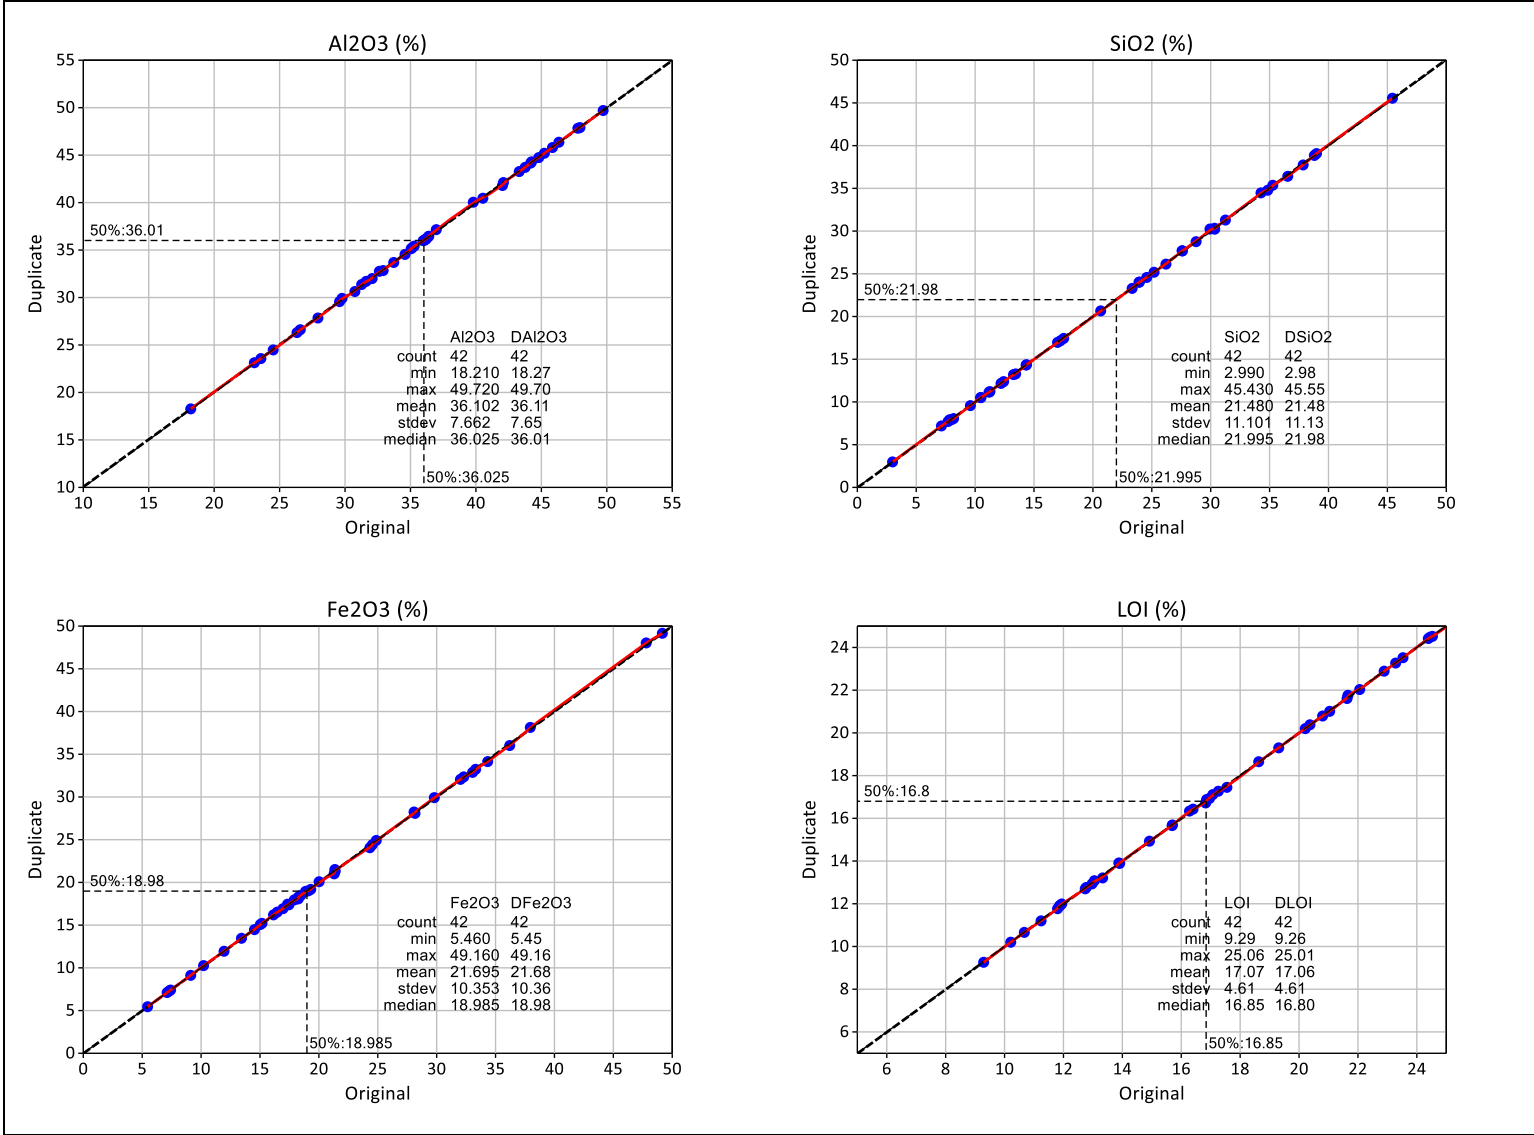 Al2O3 (%)
55
50
45
40
35
30
25
20
15
10
Duplicate
50%:36.01
Al2O3 DAl2O3
count 42 42
min 18.210 18.27
max 49.720 49.70
mean 36.102 36.11
stdev 7.662 7.65
median 36.025 36.01
50%:36.025
10 15 20 25 30 35 40 45 50 55
Original
SiO2 (%)
50
45
40
35
30
25
20
15
10
5
0
Duplicate
50%:21.98
SiO2 DSiO2
count 42 42
min 2.990 2.98
max 45.430 45.55
mean 21.480 21.48
stdev 11.101 11.13
median 21.995 21.98
50%:21.995
0 5 10 15 20 25 30 35 40 45 50
Original
Fe2O3 (%)
50
45
40
35
30
25
20
15
10
5
0
Duplicate
50%:18.98
Fe2O3 DFe2O3
count 42 42
min 5.460 5.45
max 49.160 49.16
mean 21.695 21.68
stdev 10.353 10.36
median 18.985 18.98
50%:18.985
0 5 10 15 20 25 30 35 40 45 50
Original
LOI (%)
24
22
20
18
16
14
12
10
8
6
Duplicate
50%:16.8
LOI DLOI
count 42 42
min 9.29 9.26
max 25.06 25.01
mean 17.07 17.06
stdev 4.61 4.61
median 16.85 16.80
50%:16.85
6 8 10 12 14 16 18 20 22 24
Original